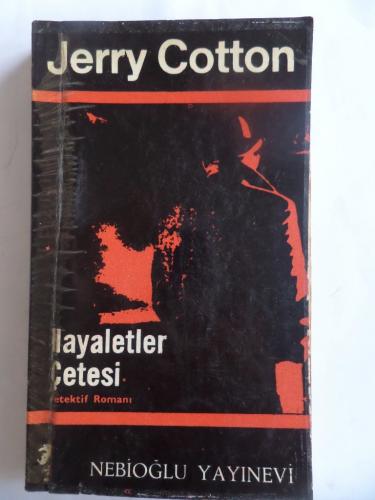 Jerry Cotton
Hayaletler
Çetesi
Detektif Romanı
NEBİOĞLU YAYINEVİ